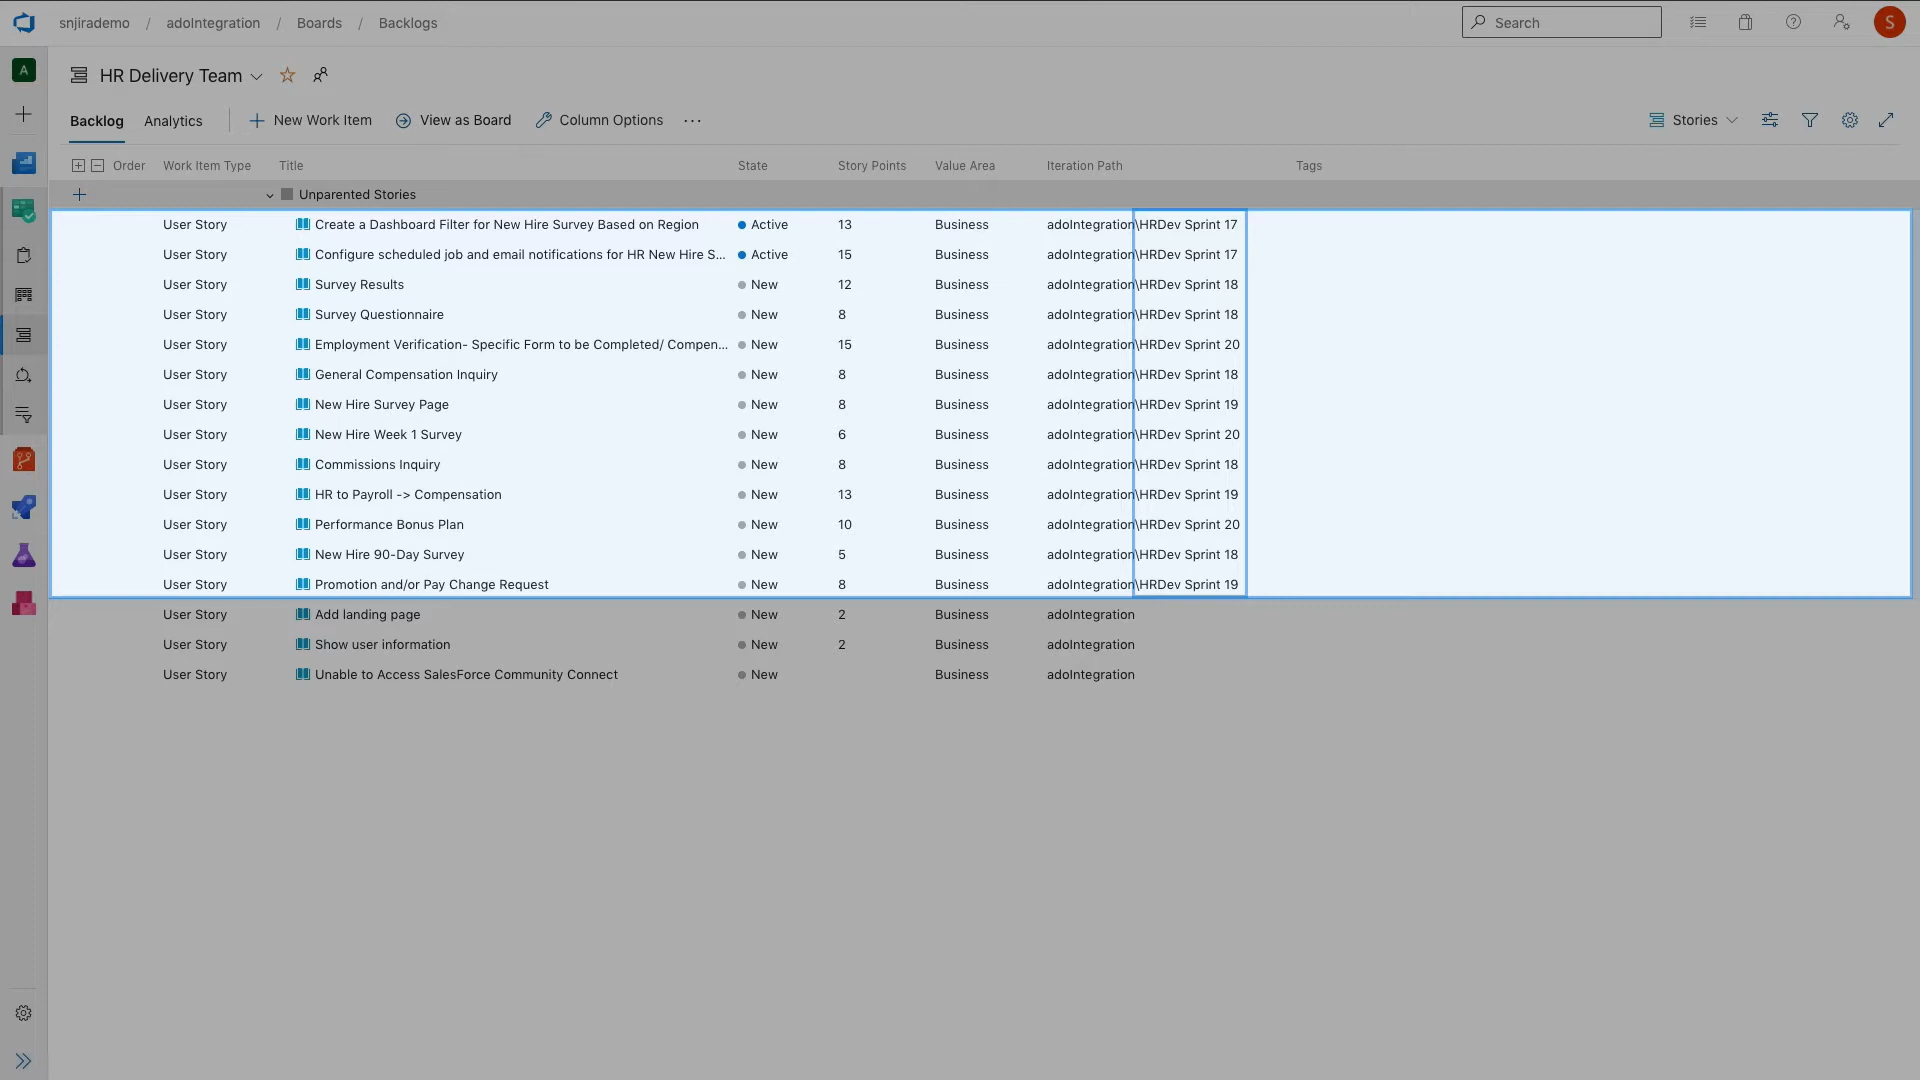 snjirademo / adoIntegration / Boards / Backlogs Search S
A HR Delivery Team
Backlog Analytics New Work Item View as Board Column Options ... Stories
Order Work Item Type Title State Story Points Value Area Iteration Path Tags
Unparented Stories
User Story Create a Dashboard Filter for New Hire Survey Based on Region Active 13 Business adoIntegration\HRDev Sprint 17
User Story Configure scheduled job and email notifications for HR New Hire S... Active 15 Business adoIntegration\HRDev Sprint 17
User Story Survey Results New 12 Business adoIntegration\HRDev Sprint 18
User Story Survey Questionnaire New 8 Business adoIntegration\HRDev Sprint 18
User Story Employment Verification- Specific Form to be Completed/ Compen... New 15 Business adoIntegration\HRDev Sprint 20
User Story General Compensation Inquiry New 8 Business adoIntegration\HRDev Sprint 18
User Story New Hire Survey Page New 8 Business adoIntegration\HRDev Sprint 19
User Story New Hire Week 1 Survey New 6 Business adoIntegration\HRDev Sprint 20
User Story Commissions Inquiry New 8 Business adoIntegration\HRDev Sprint 18
User Story HR to Payroll -> Compensation New 13 Business adoIntegration\HRDev Sprint 19
User Story Performance Bonus Plan New 10 Business adoIntegration\HRDev Sprint 20
User Story New Hire 90-Day Survey New 5 Business adoIntegration\HRDev Sprint 18
User Story Promotion and/or Pay Change Request New 8 Business adoIntegration\HRDev Sprint 19
User Story Add landing page New 2 Business adoIntegration
User Story Show user information New 2 Business adoIntegration
User Story Unable to Access SalesForce Community Connect New Business adoIntegration